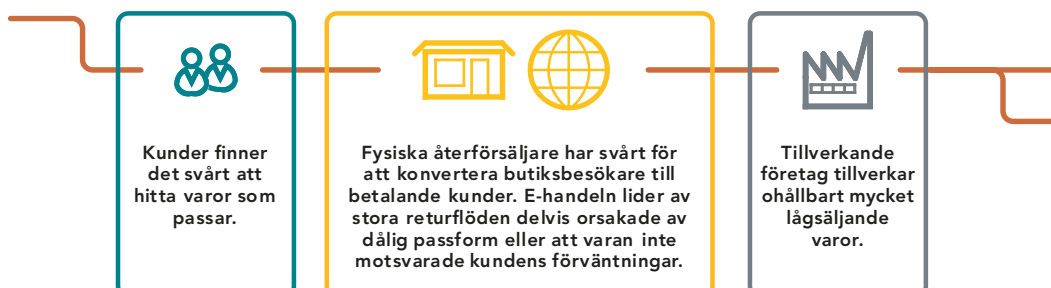 Kunder finner
det svårt att
hitta varor som
passar.
Fysiska återförsäljare har svårt för
att konvertera butiksbesökare till
betalande kunder. E-handeln lider av
stora returflöden delvis orsakade av
dålig passform eller att varan inte
motsvarade kundens förväntningar.
Tillverkande
företag tillverkar
ohållbart mycket
lågsäljande
varor.